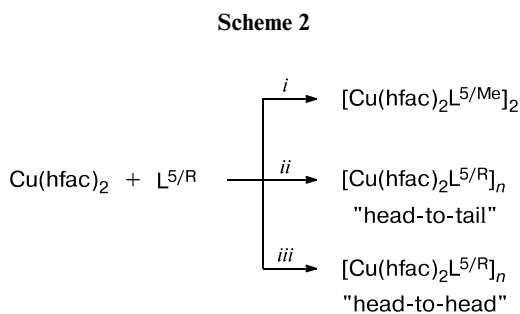 Scheme 2
i
[Cu(hfac)₂L⁵/ᴹᵉ]₂
Cu(hfac)₂ + L⁵/ᴿ
ii
[Cu(hfac)₂L⁵/ᴿ]ₙ
"head-to-tail"
iii
[Cu(hfac)₂L⁵/ᴿ]ₙ
"head-to-head"